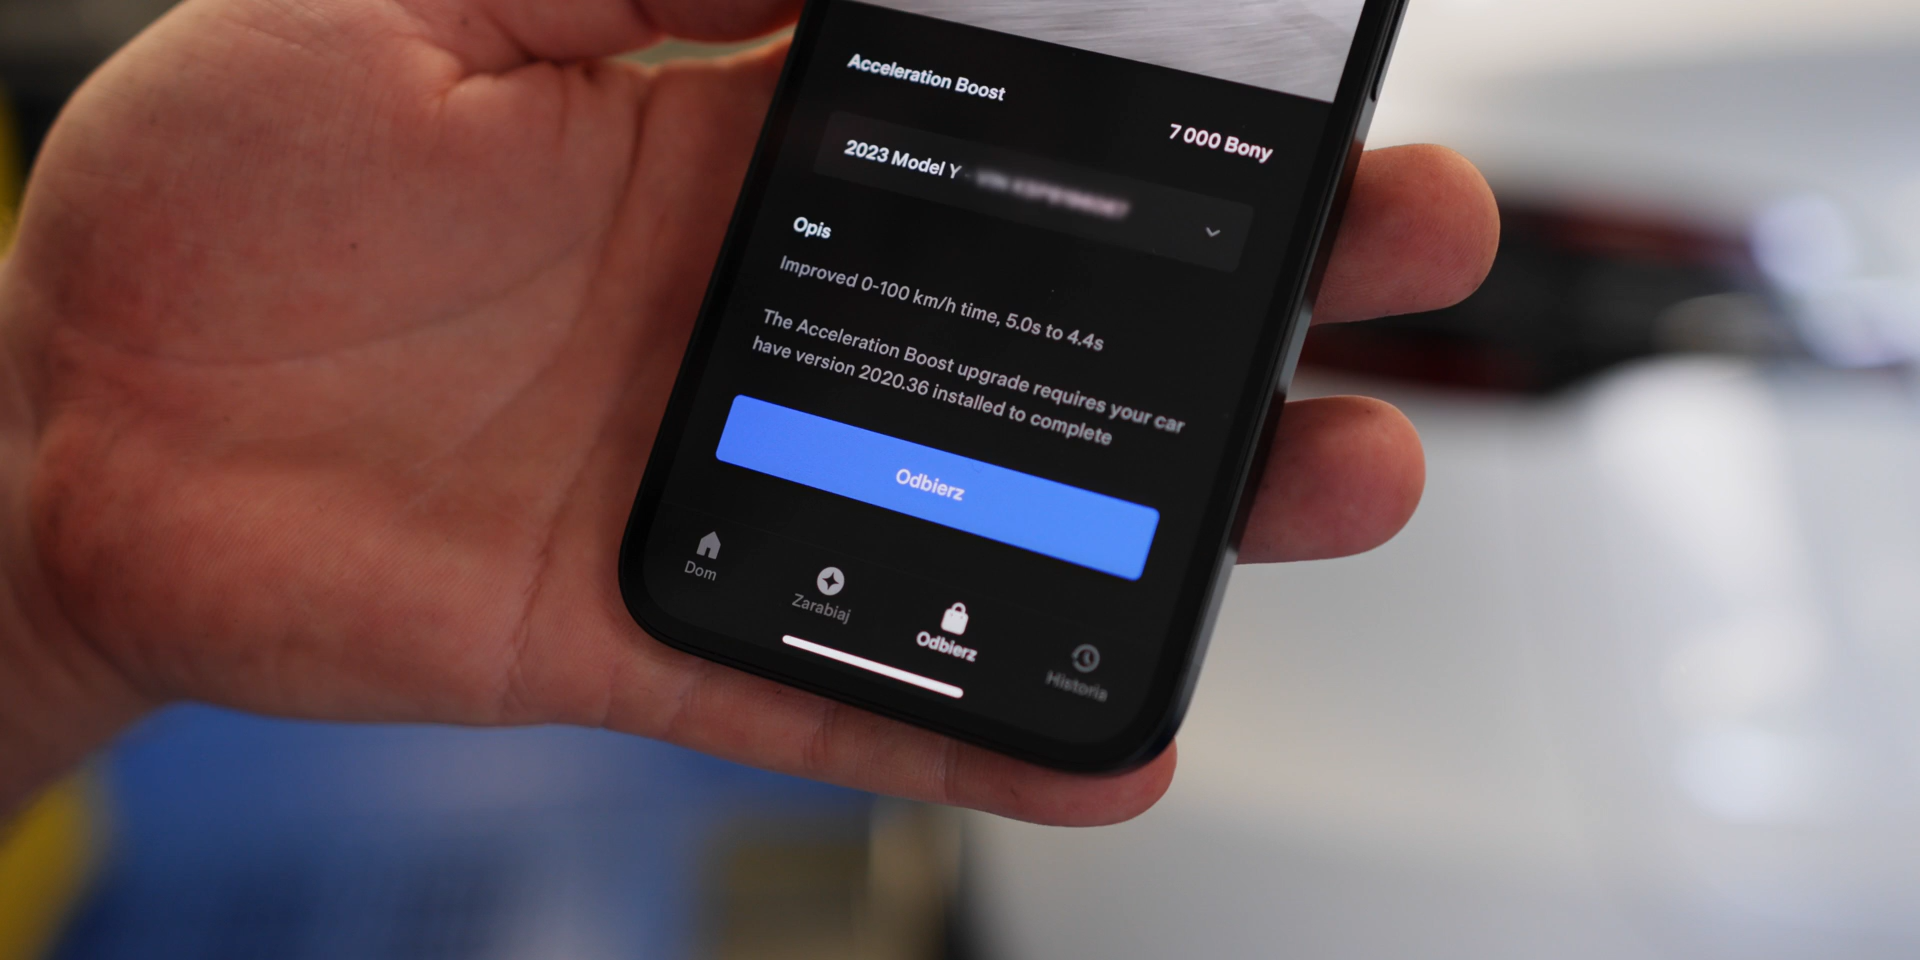 Acceleration Boost
7 000 Bony
2023 Model Y -
Opis
Improved 0-100 km/h time, 5.0s to 4.4s
The Acceleration Boost upgrade requires your car
have version 2020.36 installed to complete
Odbierz
Dom
Zarabiaj
Odbierz
Historia